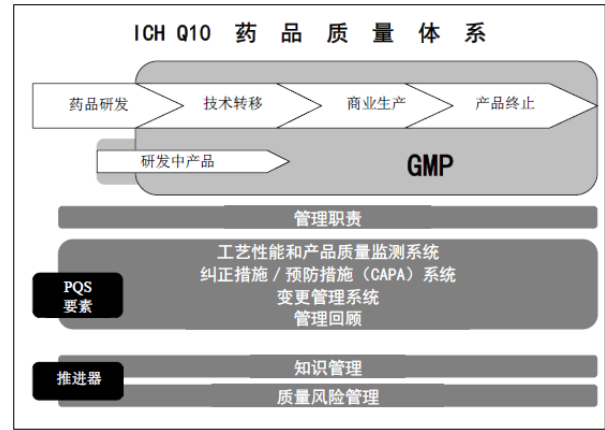 ICH Q10 药品质量体系
药品研发
技术转移
商业生产
产品终止
研发中产品
GMP
管理职责
工艺性能和产品质量监测系统
纠正措施/预防措施（CAPA）系统
变更管理系统
管理回顾
PQS
要素
知识管理
推进器
质量风险管理